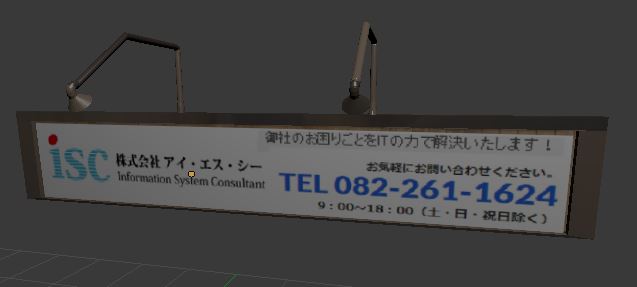 御社のお困りごとをITの力で解決いたします！
isc
株式会社 アイ・エス・シー
Information System Consultant
お気軽にお問い合わせください。
TEL 082-261-1624
9：00～18：00（土・日・祝日除く）